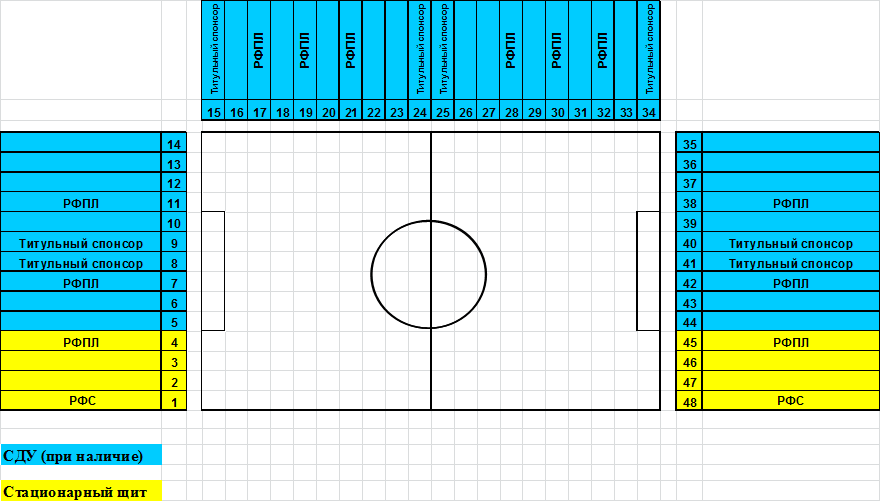 Титульный спонсор РФПЛ РФПЛ РФПЛ Титульный спонсор Титульный спонсор РФПЛ РФПЛ РФПЛ Титульный спонсор
15 16 17 18 19 20 21 22 23 24 25 26 27 28 29 30 31 32 33 34
14
13
12
РФПЛ 11
10
Титульный спонсор 9
Титульный спонсор 8
РФПЛ 7
6
5
РФПЛ 4
3
2
РФС 1
35
36
37
38 РФПЛ
39
40 Титульный спонсор
41 Титульный спонсор
42 РФПЛ
43
44
45 РФПЛ
46
47
48 РФС
СДУ (при наличие)
Стационарный щит